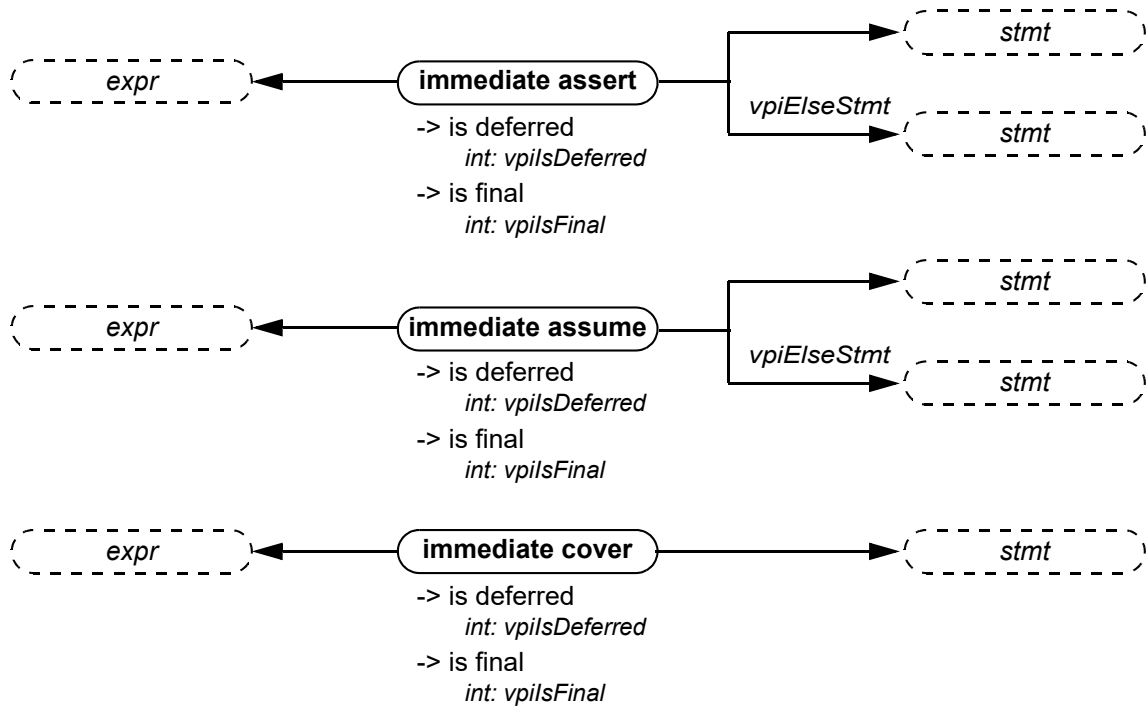 stmt
expr
immediate assert
vpiElseStmt
stmt
-> is deferred
int: vpiIsDeferred
-> is final
int: vpiIsFinal
stmt
expr
immediate assume
vpiElseStmt
stmt
-> is deferred
int: vpiIsDeferred
-> is final
int: vpiIsFinal
expr
immediate cover
stmt
-> is deferred
int: vpiIsDeferred
-> is final
int: vpiIsFinal